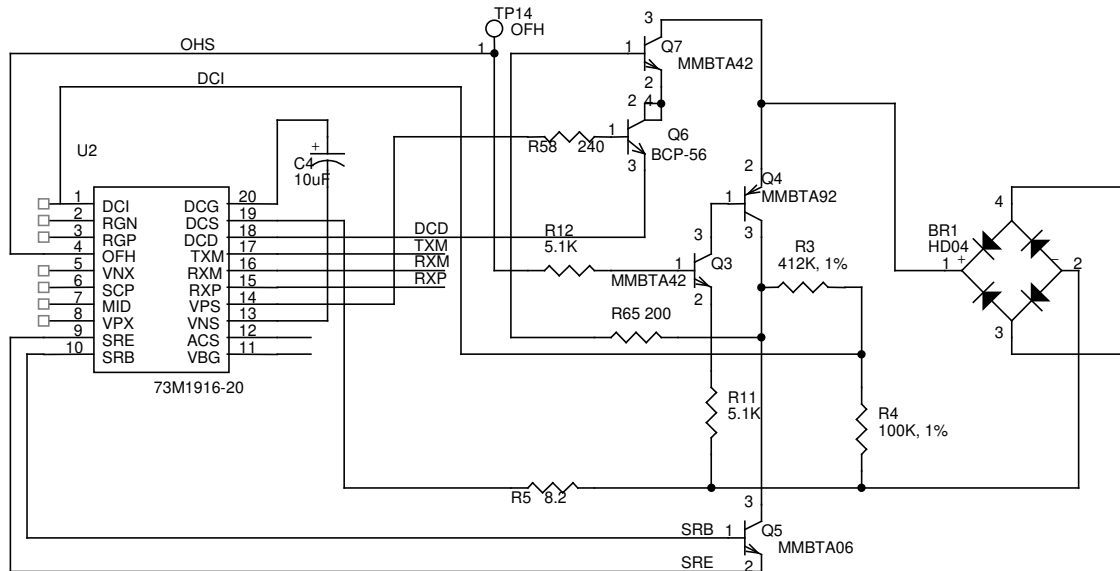 TP14
OFH
1
OHS
DCI
3
1
Q7
MMBTA42
2
2 4
1
Q6
BCP-56
3
R58 240
U2
+
C4
10uF
1
2
3
4
5
6
7
8
9
10
DCI
RGN
RGP
OFH
VNX
SCP
MID
VPX
SRE
SRB
DCG
DCS
DCD
TXM
RXM
RXP
VPS
VNS
ACS
VBG
20
19
18
17
16
15
14
13
12
11
73M1916-20
DCD
TXM
RXM
RXP
R12
5.1K
2
Q4
1
MMBTA92
3
3
1
Q3
MMBTA42
2
R3
412K, 1%
R65 200
R11
5.1K
R4
100K, 1%
R5 8.2
3
SRB 1
Q5
MMBTA06
SRE 2
BR1
HD04
4
1 + - 2
3